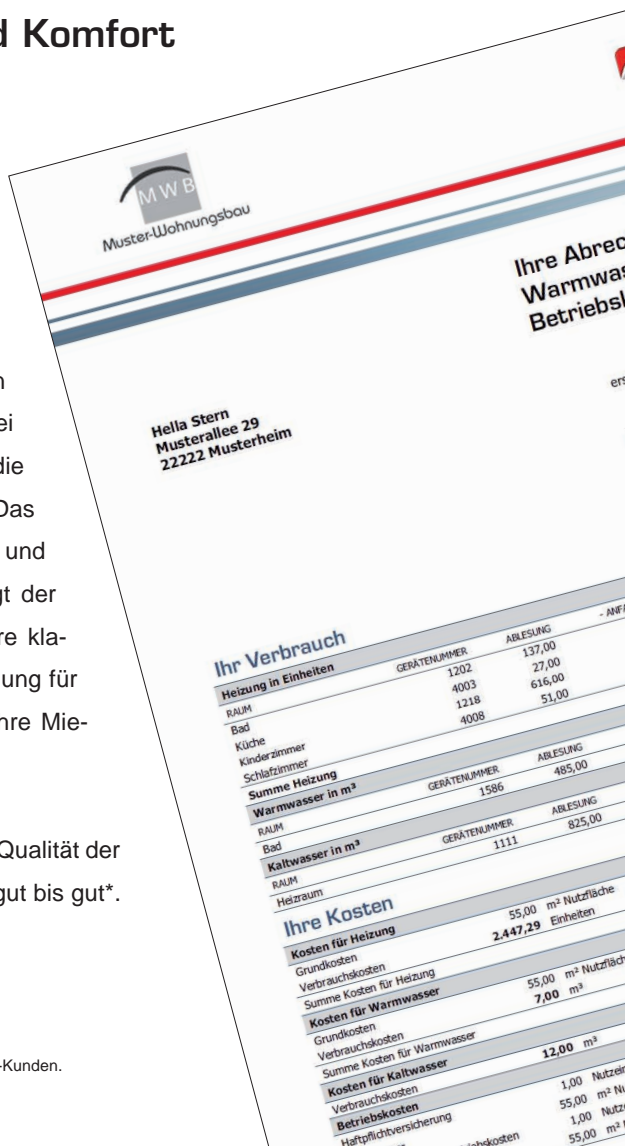 d Komfort
MWB
Muster-Wohnungsbau
Ihre Abrec
Warmwas
Betriebsk
ers
Hella Stern
Musterallee 29
22222 Musterheim
n
ei
die
Das
und
gt der
re kla-
ung für
hre Mie-
Qualität der
gut bis gut*.
-Kunden.
Ihr Verbrauch
Heizung in Einheiten
RAUM GERÄTENUMMER ABLESUNG - ANFA
Bad 1202 137,00
Küche 4003 27,00
Kinderzimmer 1218 616,00
Schlafzimmer 4008 51,00
Summe Heizung
Warmwasser in m³
RAUM GERÄTENUMMER ABLESUNG
Bad 1586 485,00
Kaltwasser in m³
RAUM GERÄTENUMMER ABLESUNG
Heizraum 1111 825,00
Ihre Kosten
Kosten für Heizung
Grundkosten 55,00 m² Nutzfläche
Verbrauchskosten 2.447,29 Einheiten
Summe Kosten für Heizung
Kosten für Warmwasser
Grundkosten 55,00 m² Nutzfläch
Verbrauchskosten 7,00 m³
Summe Kosten für Warmwasser
Kosten für Kaltwasser
Verbrauchskosten 12,00 m³
Betriebskosten
Haftpflichtversicherung 1,00 Nutzein
55,00 m² Nu
ebskosten 1,00 Nutze
55,00 m²